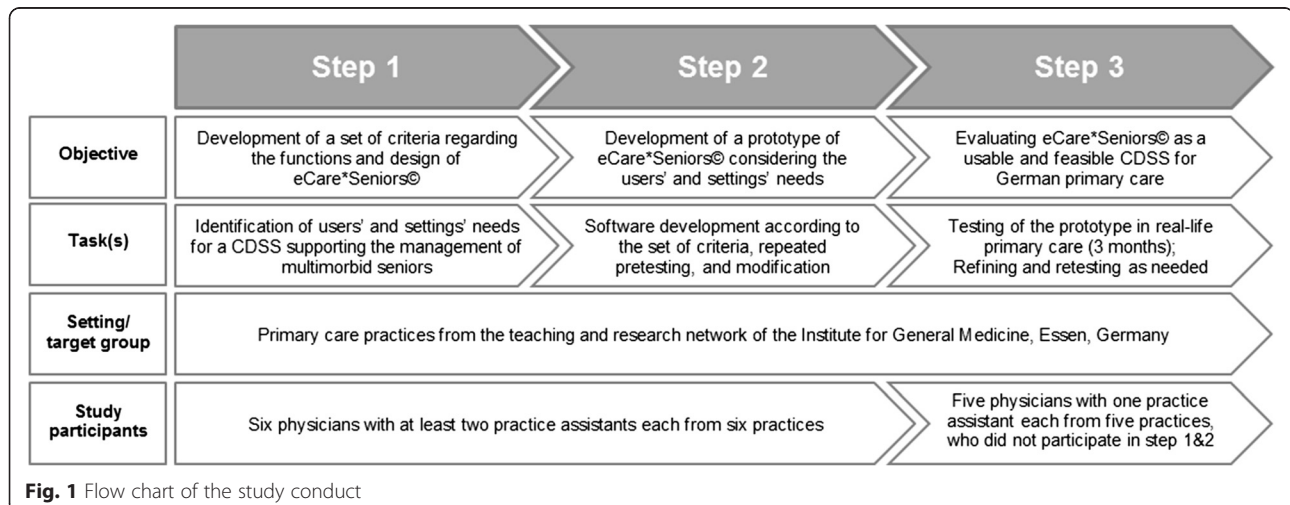 Step 1
Step 2
Step 3
Objective
Development of a set of criteria regarding
the functions and design of
eCare*Seniors©
Development of a prototype of
eCare*Seniors© considering the
users' and settings' needs
Evaluating eCare*Seniors© as a
usable and feasible CDSS for
German primary care
Task(s)
Identification of users' and settings' needs
for a CDSS supporting the management of
multimorbid seniors
Software development according to
the set of criteria, repeated
pretesting, and modification
Testing of the prototype in real-life
primary care (3 months);
Refining and retesting as needed
Setting/
target group
Primary care practices from the teaching and research network of the Institute for General Medicine, Essen, Germany
Study
participants
Six physicians with at least two practice assistants each from six practices
Five physicians with one practice
assistant each from five practices,
who did not participate in step 1&2
Fig. 1 Flow chart of the study conduct